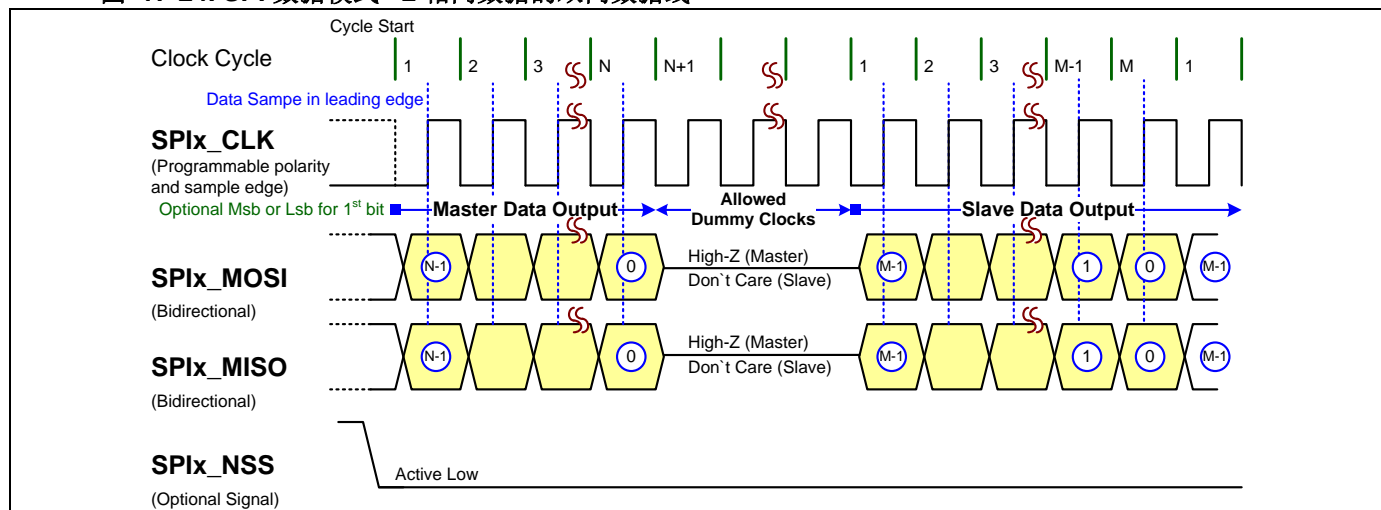 Cycle Start
Clock Cycle
1 2 3 N N+1 1 2 3 M-1 M 1
Data Sampe in leading edge
SPIx_CLK
(Programmable polarity
and sample edge)
Optional Msb or Lsb for 1st bit
Master Data Output
Allowed
Dummy Clocks
Slave Data Output
SPIx_MOSI
(Bidirectional)
N-1 0
High-Z (Master)
Don`t Care (Slave)
M-1 1 0 M-1
SPIx_MISO
(Bidirectional)
N-1 0
High-Z (Master)
Don`t Care (Slave)
M-1 1 0 M-1
SPIx_NSS
(Optional Signal)
Active Low